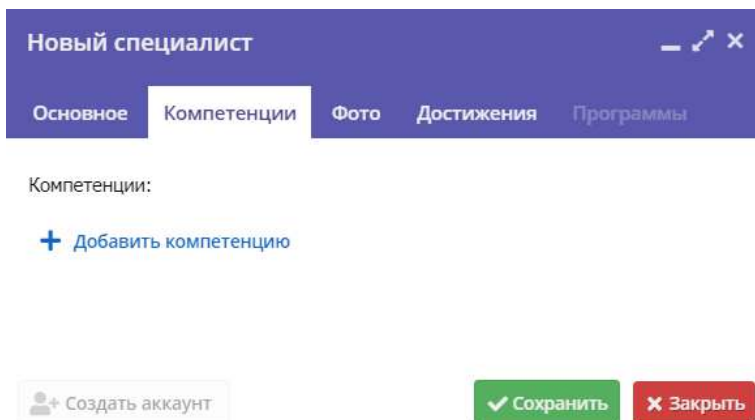 Новый специалист
Основное Компетенции Фото Достижения Программы
Компетенции:
Добавить компетенцию
Создать аккаунт Сохранить Закрыть